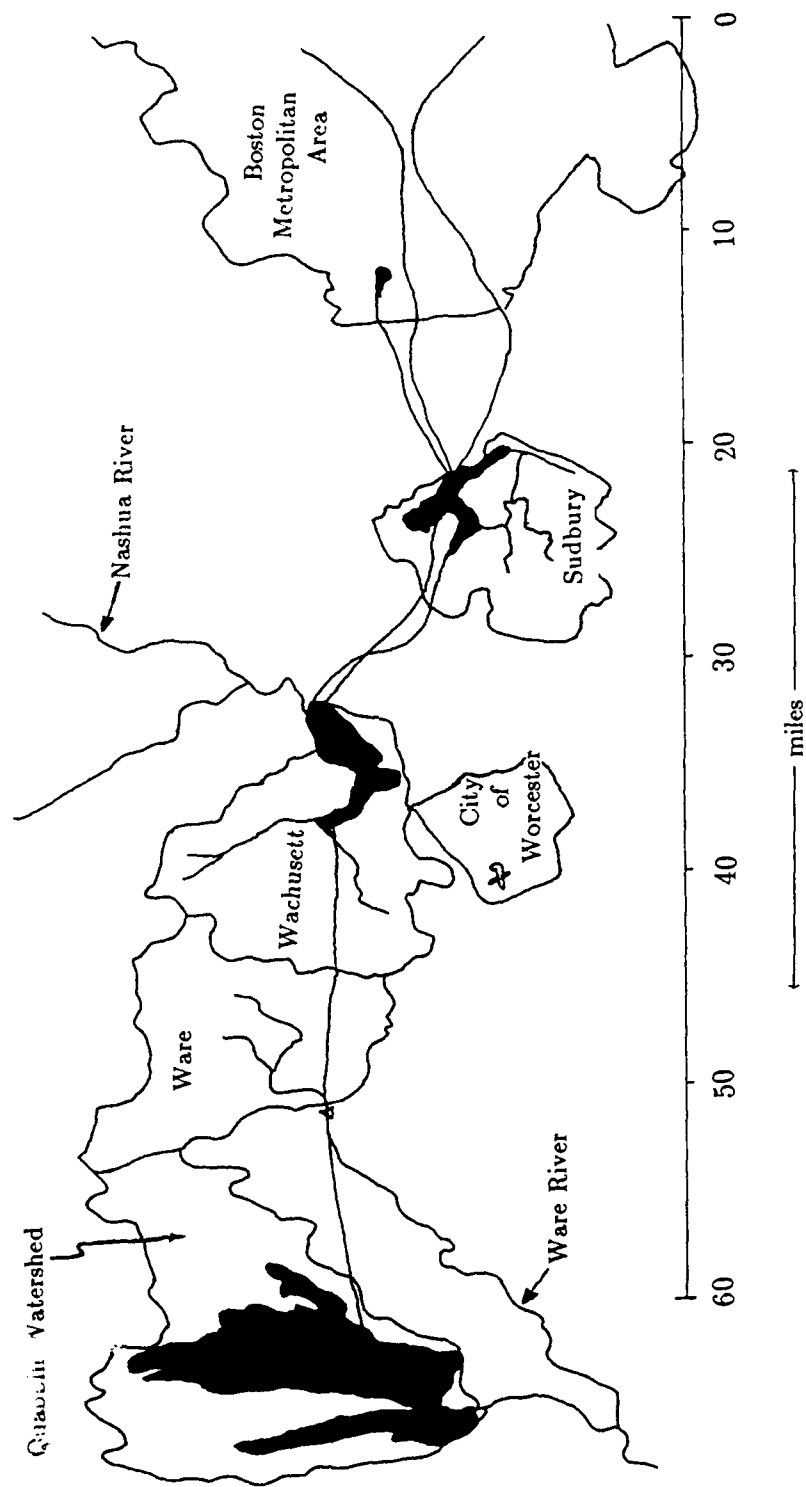 Watershed
Ware
Wachusett
Nashua River
Boston
Metropolitan
Area
City
of
Worcester
Sudbury
Ware River
60
50
40
30
20
10
0
miles